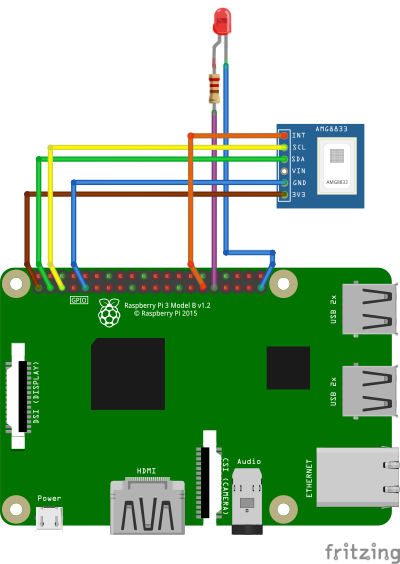 AMG8833
INT
SCL
SDA
VIN
GND
3V3
AMG8833
GPIO
Raspberry Pi 3 Model B v1.2
© Raspberry Pi 2015
USB 2x
DSI (DISPLAY)
USB 2x
HDMI
CSI (CAMERA)
Audio
ETHERNET
Power
fritzing